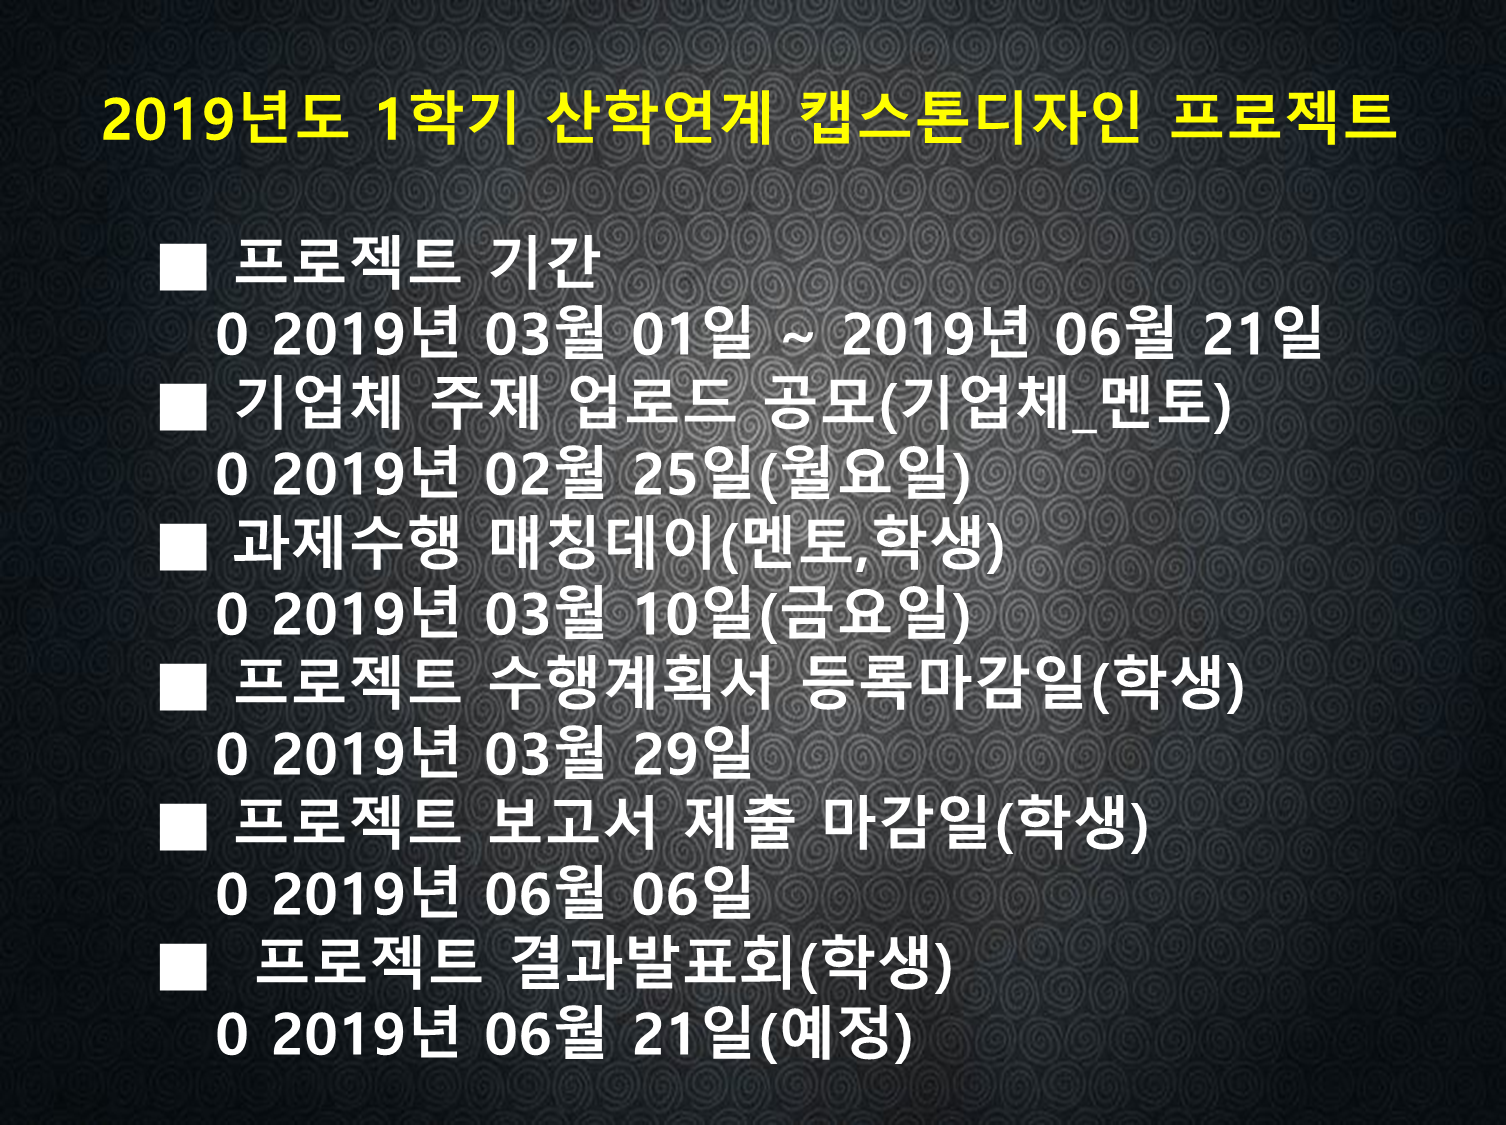 2019년도 1학기 산학연계 캡스톤디자인 프로젝트
■ 프로젝트 기간
0 2019년 03월 01일 ~ 2019년 06월 21일
■ 기업체 주제 업로드 공모(기업체_멘토)
0 2019년 02월 25일(월요일)
■ 과제수행 매칭데이(멘토,학생)
0 2019년 03월 10일(금요일)
■ 프로젝트 수행계획서 등록마감일(학생)
0 2019년 03월 29일
■ 프로젝트 보고서 제출 마감일(학생)
0 2019년 06월 06일
■ 프로젝트 결과발표회(학생)
0 2019년 06월 21일(예정)